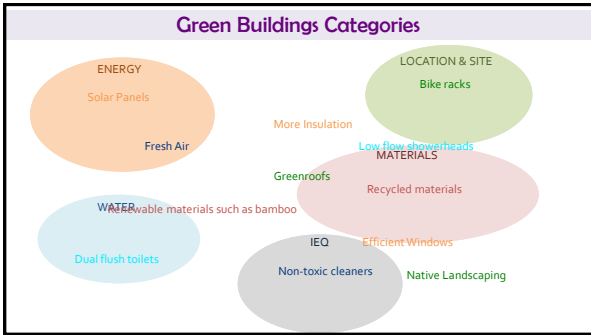 Green Buildings Categories
ENERGY
LOCATION & SITE
Solar Panels
Bike racks
More Insulation
Fresh Air
Low flow showerheads
MATERIALS
Greenroofs
Recycled materials
WATER
Renewable materials such as bamboo
IEQ
Efficient Windows
Dual flush toilets
Non-toxic cleaners
Native Landscaping